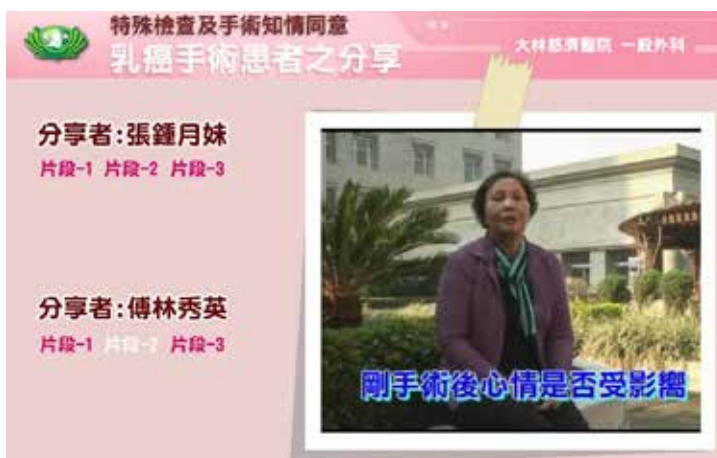 特殊檢查及手術知情同意
乳癌手術患者之分享
大林慈濟醫院 一般外科
分享者:張鍾月妹
片段-1 片段-2 片段-3
分享者:傅林秀英
片段-1 片段-2 片段-3
剛手術後心情是否受影響